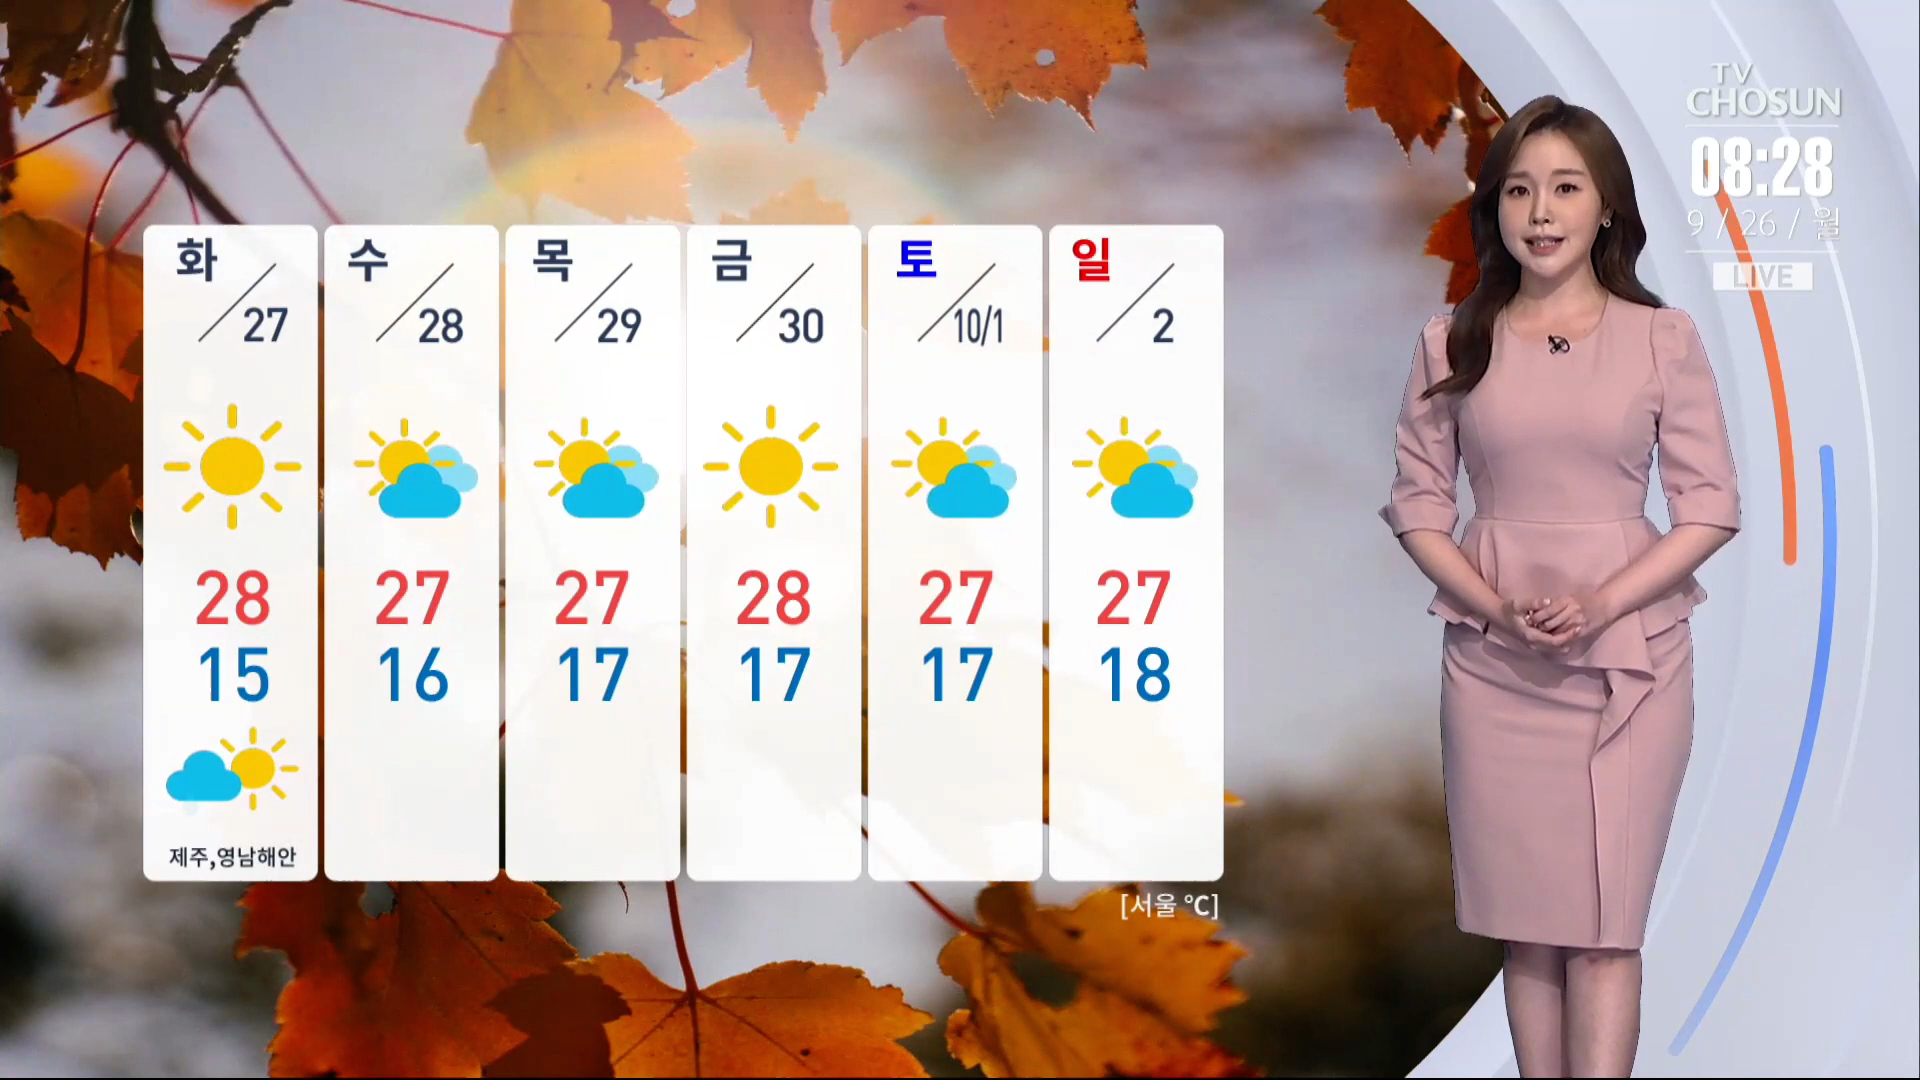 TV
CHOSUN
08:28
9 / 26 / 월
LIVE
화 수 목 금 토 일
27 28 29 30 10/1 2
28 27 27 28 27 27
15 16 17 17 17 18
제주,영남해안
[서울 ℃]